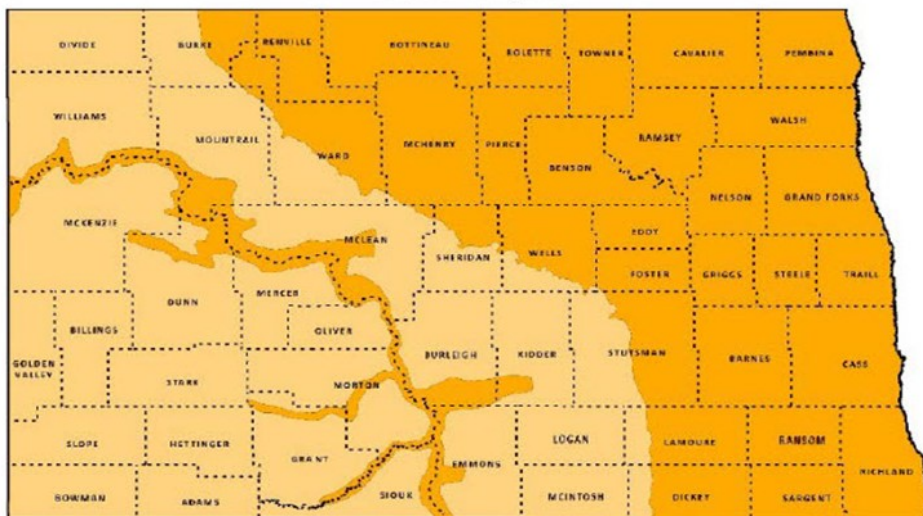 DIVIDE
BURKE
RENVILLE
BOTTINEAU
ROLETTE
TOWNER
CAVALIER
PEMBINA
WILLIAMS
MOUNTRAIL
WARD
MCHENRY
PIERCE
BENSON
RAMSEY
WALSH
MCKENZIE
MCLEAN
SHERIDAN
WELLS
EDDY
NELSON
GRAND FORKS
DUNN
MERCER
FOSTER
GRIGGS
STEELE
TRAILL
BILLINGS
OLIVER
BURLEIGH
KIDDER
STUTSMAN
BARNES
CASS
GOLDEN
VALLEY
STARK
MORTON
SLOPE
HETTINGER
GRANT
EMMONS
LOGAN
LAMOURE
RANSOM
RICHLAND
BOWMAN
ADAMS
SIOUX
MCINTOSH
DICKEY
SARGENT